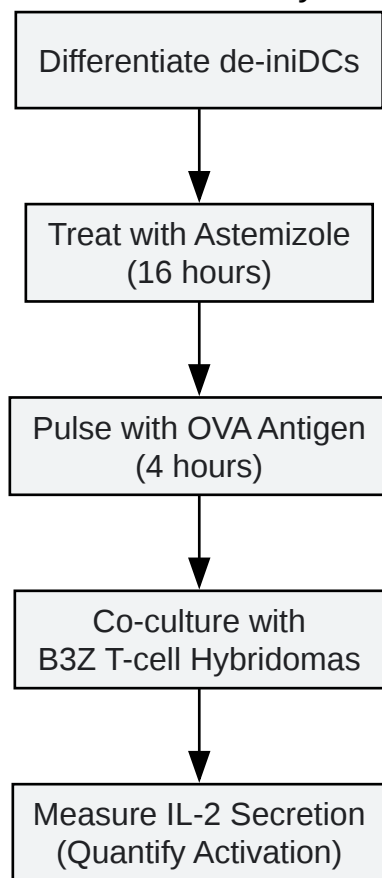 Differentiate de-iniDCs
Treat with Astemizole
(16 hours)
Pulse with OVA Antigen
(4 hours)
Co-culture with
B3Z T-cell Hybridomas
Measure IL-2 Secretion
(Quantify Activation)